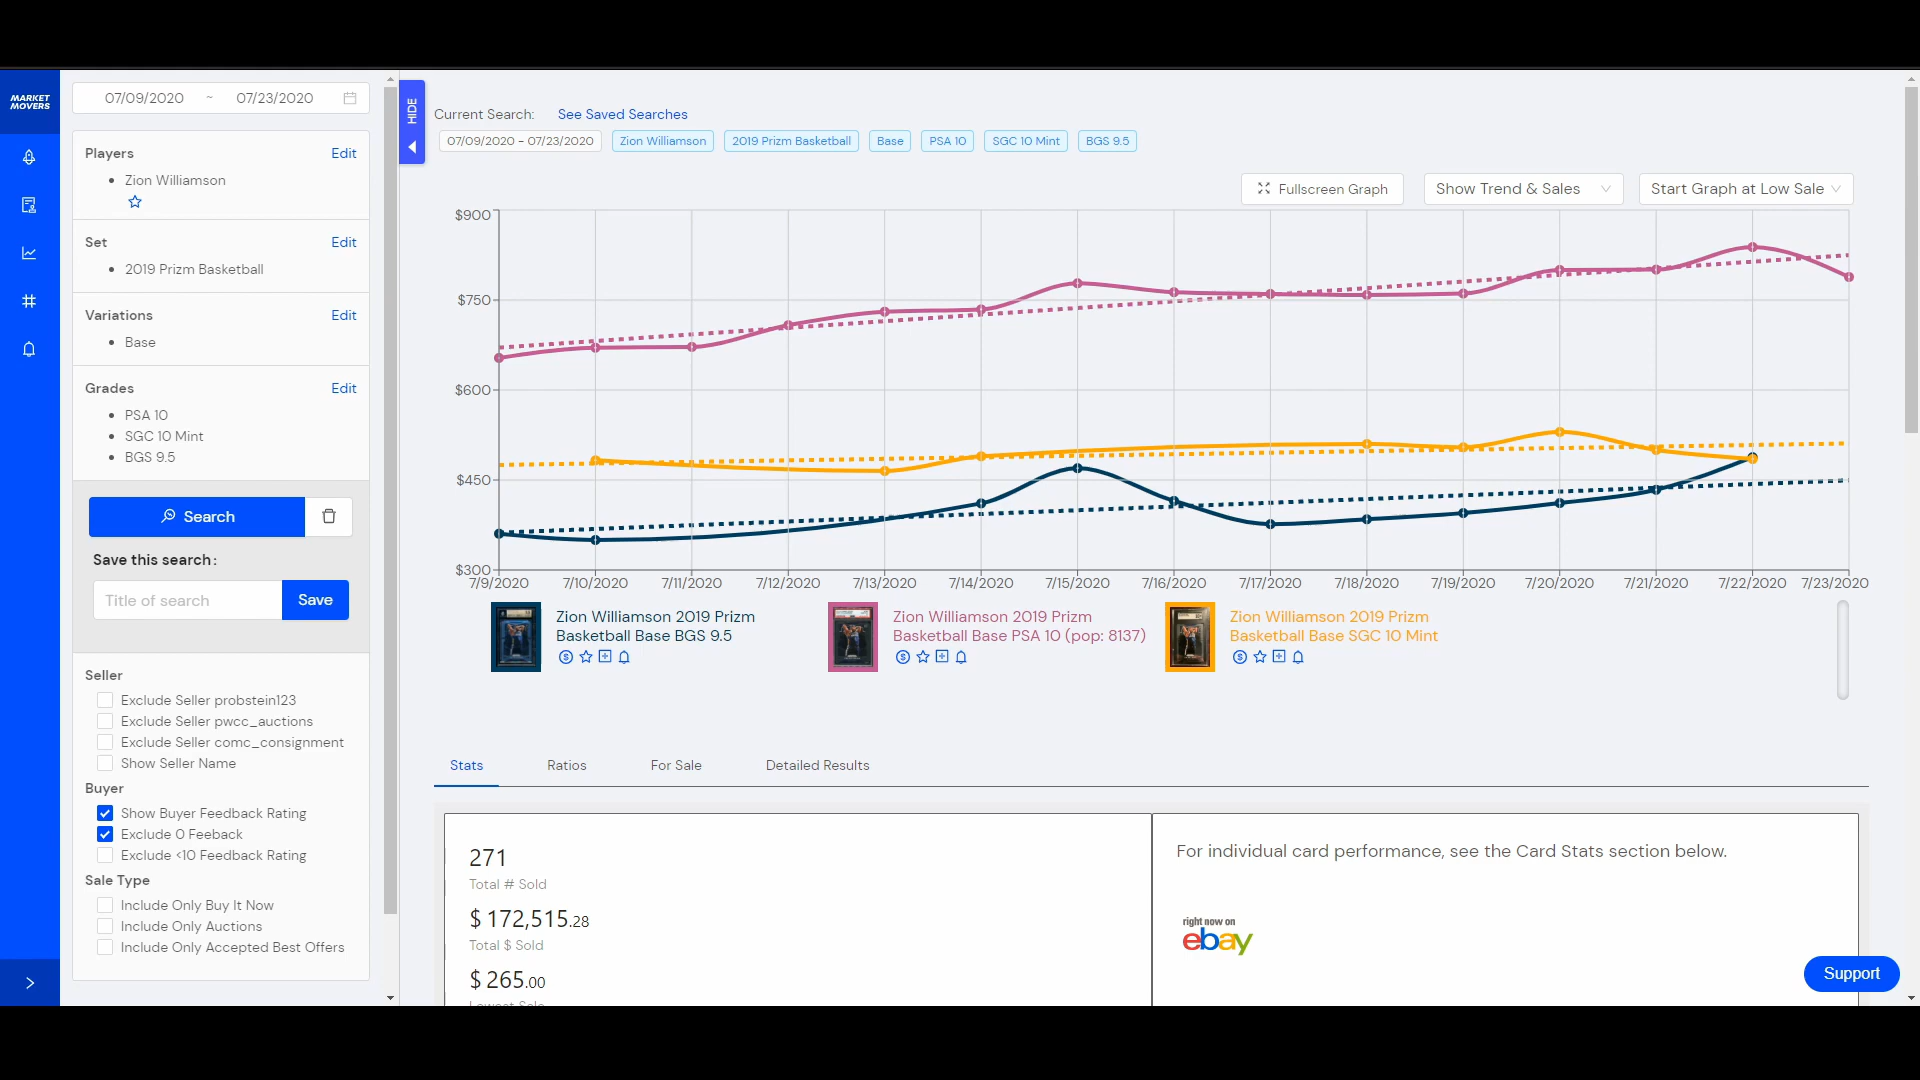 MARKET
MOVERS
07/09/2020 ~ 07/23/2020
Players Edit
Zion Williamson
Set Edit
2019 Prizm Basketball
Variations Edit
Base
Grades Edit
PSA 10
SGC 10 Mint
BGS 9.5
Search
Save this search:
Title of search Save
Seller
Exclude Seller probstein123
Exclude Seller pwcc_auctions
Exclude Seller comc_consignment
Show Seller Name
Buyer
Show Buyer Feedback Rating
Exclude 0 Feeback
Exclude <10 Feedback Rating
Sale Type
Include Only Buy It Now
Include Only Auctions
Include Only Accepted Best Offers
HIDE
Current Search: See Saved Searches
07/09/2020 - 07/23/2020 Zion Williamson 2019 Prizm Basketball Base PSA 10 SGC 10 Mint BGS 9.5
Fullscreen Graph Show Trend & Sales Start Graph at Low Sale
$900
$750
$600
$450
$300
7/9/2020 7/10/2020 7/11/2020 7/12/2020 7/13/2020 7/14/2020 7/15/2020 7/16/2020 7/17/2020 7/18/2020 7/19/2020 7/20/2020 7/21/2020 7/22/2020 7/23/2020
Zion Williamson 2019 Prizm
Basketball Base BGS 9.5
Zion Williamson 2019 Prizm
Basketball Base PSA 10 (pop: 8137)
Zion Williamson 2019 Prizm
Basketball Base SGC 10 Mint
Stats Ratios For Sale Detailed Results
271
Total # Sold
$ 172,515.28
Total $ Sold
$ 265.00
Lowest Sale
For individual card performance, see the Card Stats section below.
right now on
ebay
Support